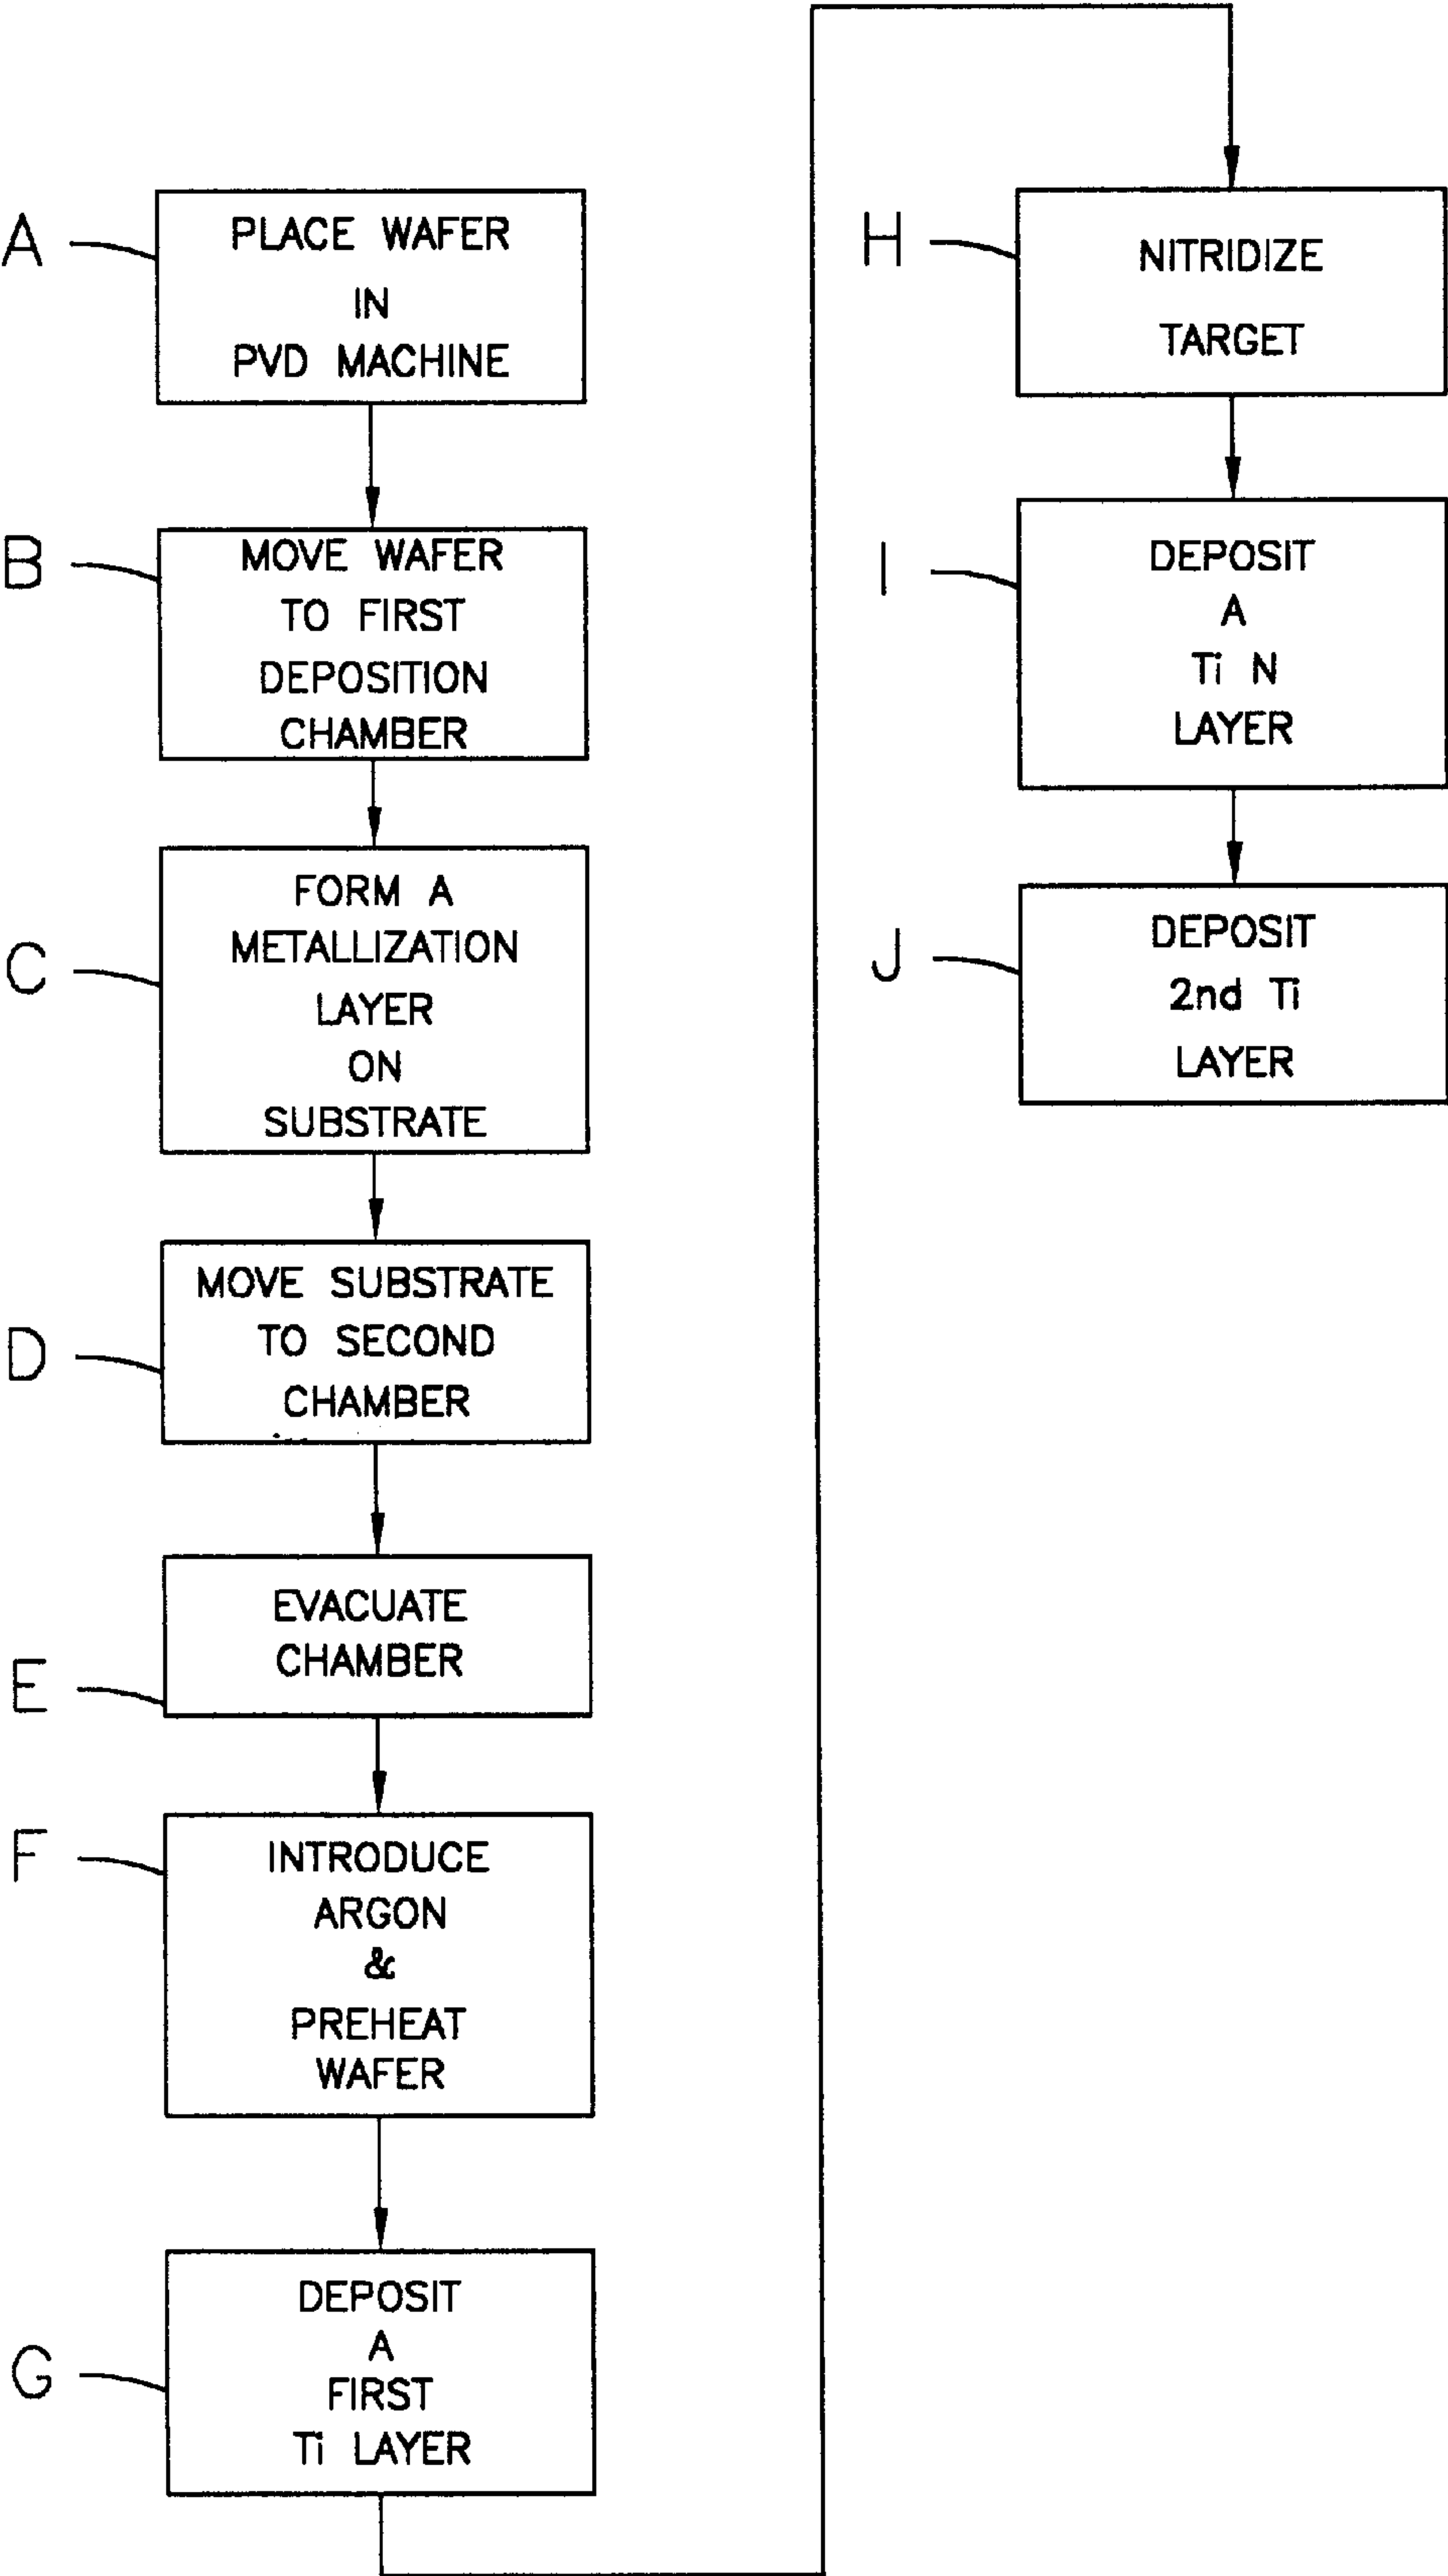 A
PLACE WAFER
IN
PVD MACHINE
B
MOVE WAFER
TO FIRST
DEPOSITION
CHAMBER
C
FORM A
METALLIZATION
LAYER
ON
SUBSTRATE
D
MOVE SUBSTRATE
TO SECOND
CHAMBER
E
EVACUATE
CHAMBER
F
INTRODUCE
ARGON
&
PREHEAT
WAFER
G
DEPOSIT
A
FIRST
Ti LAYER
H
NITRIDIZE
TARGET
I
DEPOSIT
A
Ti N
LAYER
J
DEPOSIT
2nd Ti
LAYER